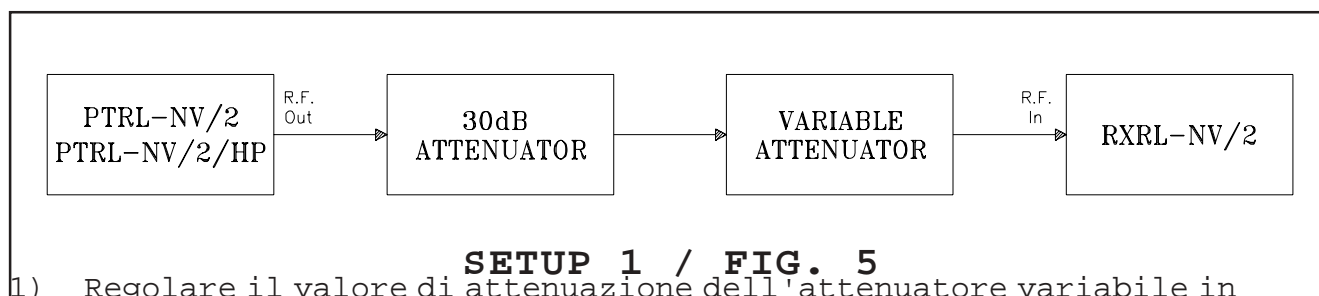 PTRL-NV/2
PTRL-NV/2/HP
R.F.
Out
30dB
ATTENUATOR
VARIABLE
ATTENUATOR
R.F.
In
RXRL-NV/2
SETUP 1 / FIG. 5
1) Regolare il valore di attenuazione dell'attenuatore variabile in